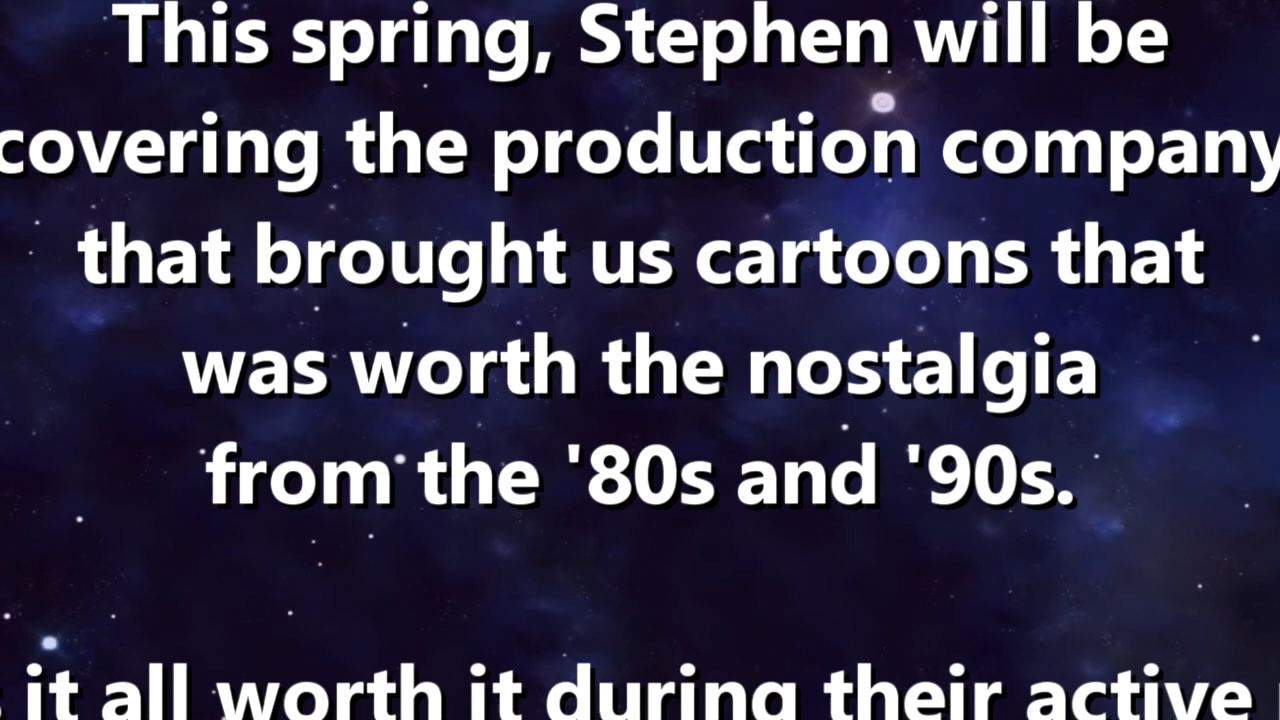 This spring, Stephen will be
covering the production company
that brought us cartoons that
was worth the nostalgia
from the '80s and '90s.
it all worth it during their active